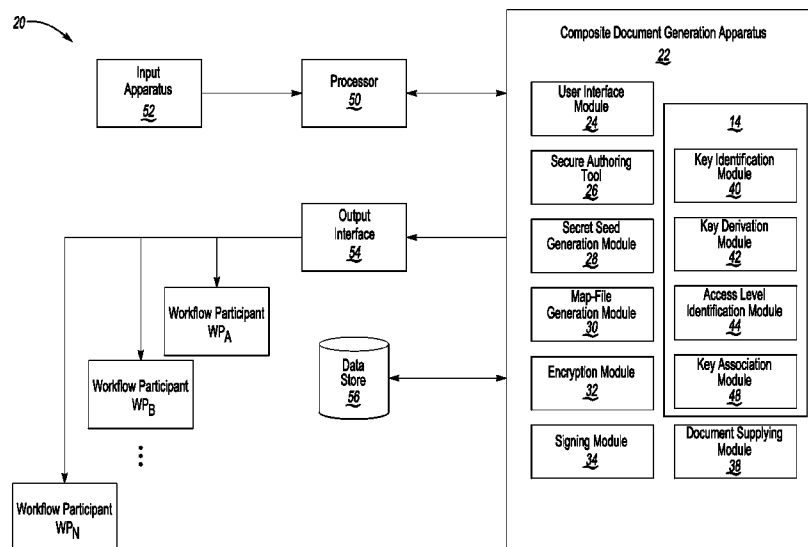 20
Composite Document Generation Apparatus
22
Input
Apparatus
52
Processor
50
User Interface
Module
24
14
Secure Authoring
Tool
26
Key Identification
Module
40
Output
Interface
54
Secret Seed
Generation Module
28
Key Derivation
Module
42
Workflow Participant
WPA
Map-File
Generation Module
30
Access Level
Identification Module
44
Workflow Participant
WPB
Data
Store
56
Encryption Module
32
Key Association
Module
48
Signing Module
34
Document Supplying
Module
38
Workflow Participant
WPN